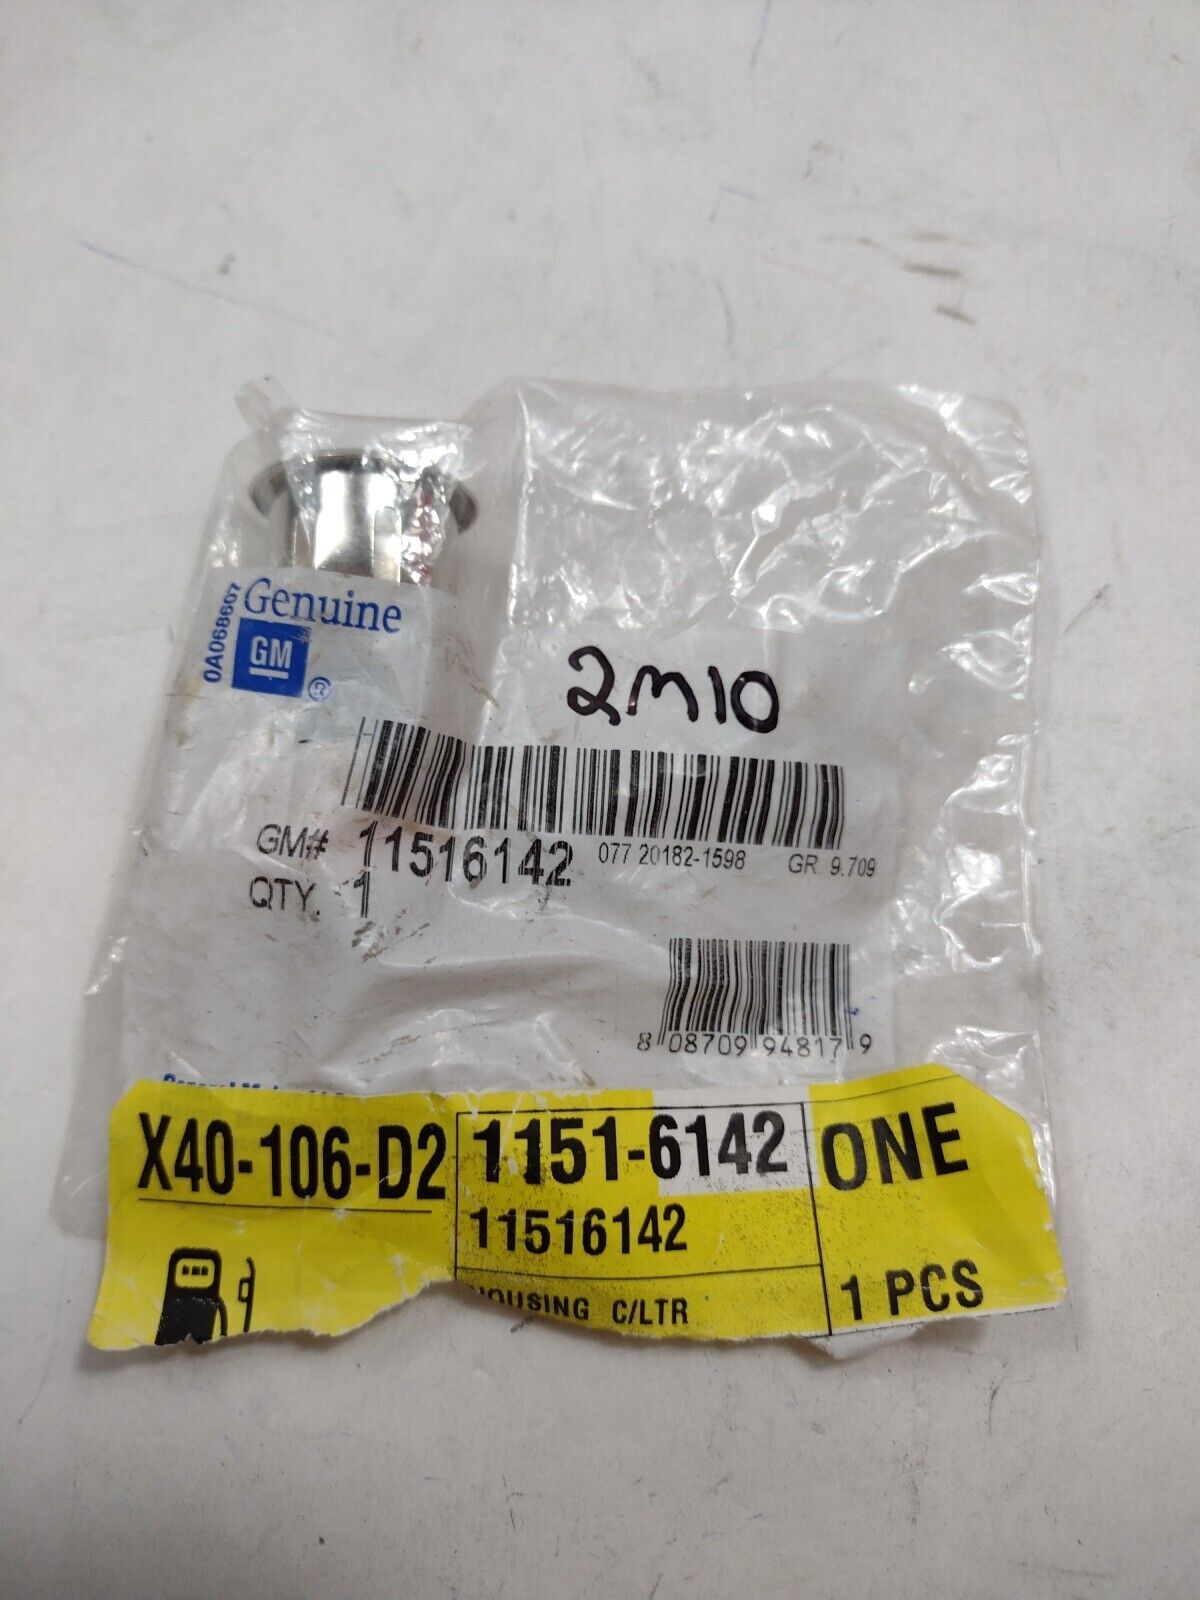 Genuine
0A068607
GM
®
2M10
GM# 11516142 077 20182-1598 GR. 9.709
QTY. 1
8 08709 94817 9
X40-106-D2 1151-6142 ONE
11516142
HOUSING C/LTR 1 PCS